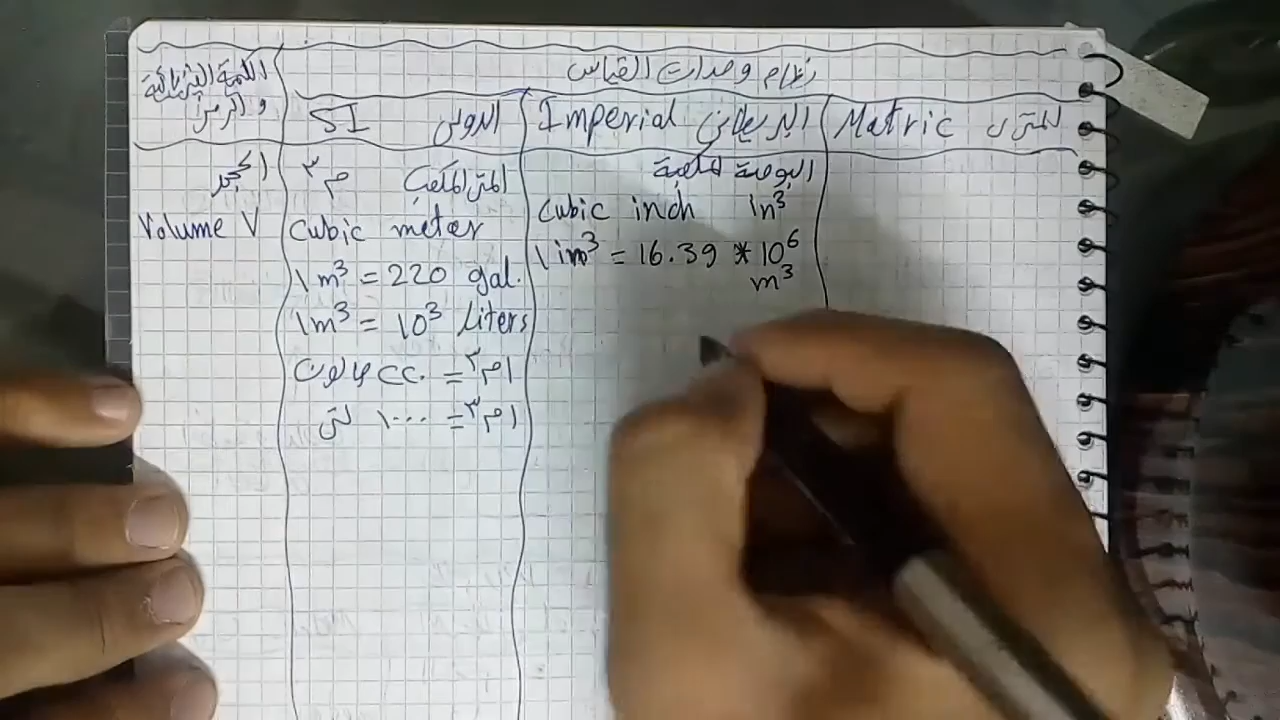 نظام وحدات القياس
الكمية الفيزيائية
والرمز
الدولي SI
البريطاني Imperial
المتري Matric
الحجم
Volume V
المتر المكعب م³
cubic meter
1 m³ = 220 gal.
1m³ = 10³ liters
١م٣ = .CC
١م٣ = ١٠٠٠ لتر
البوصة المكعبة
cubic inch in³
1 in³ = 16.39 * 10⁶
m³